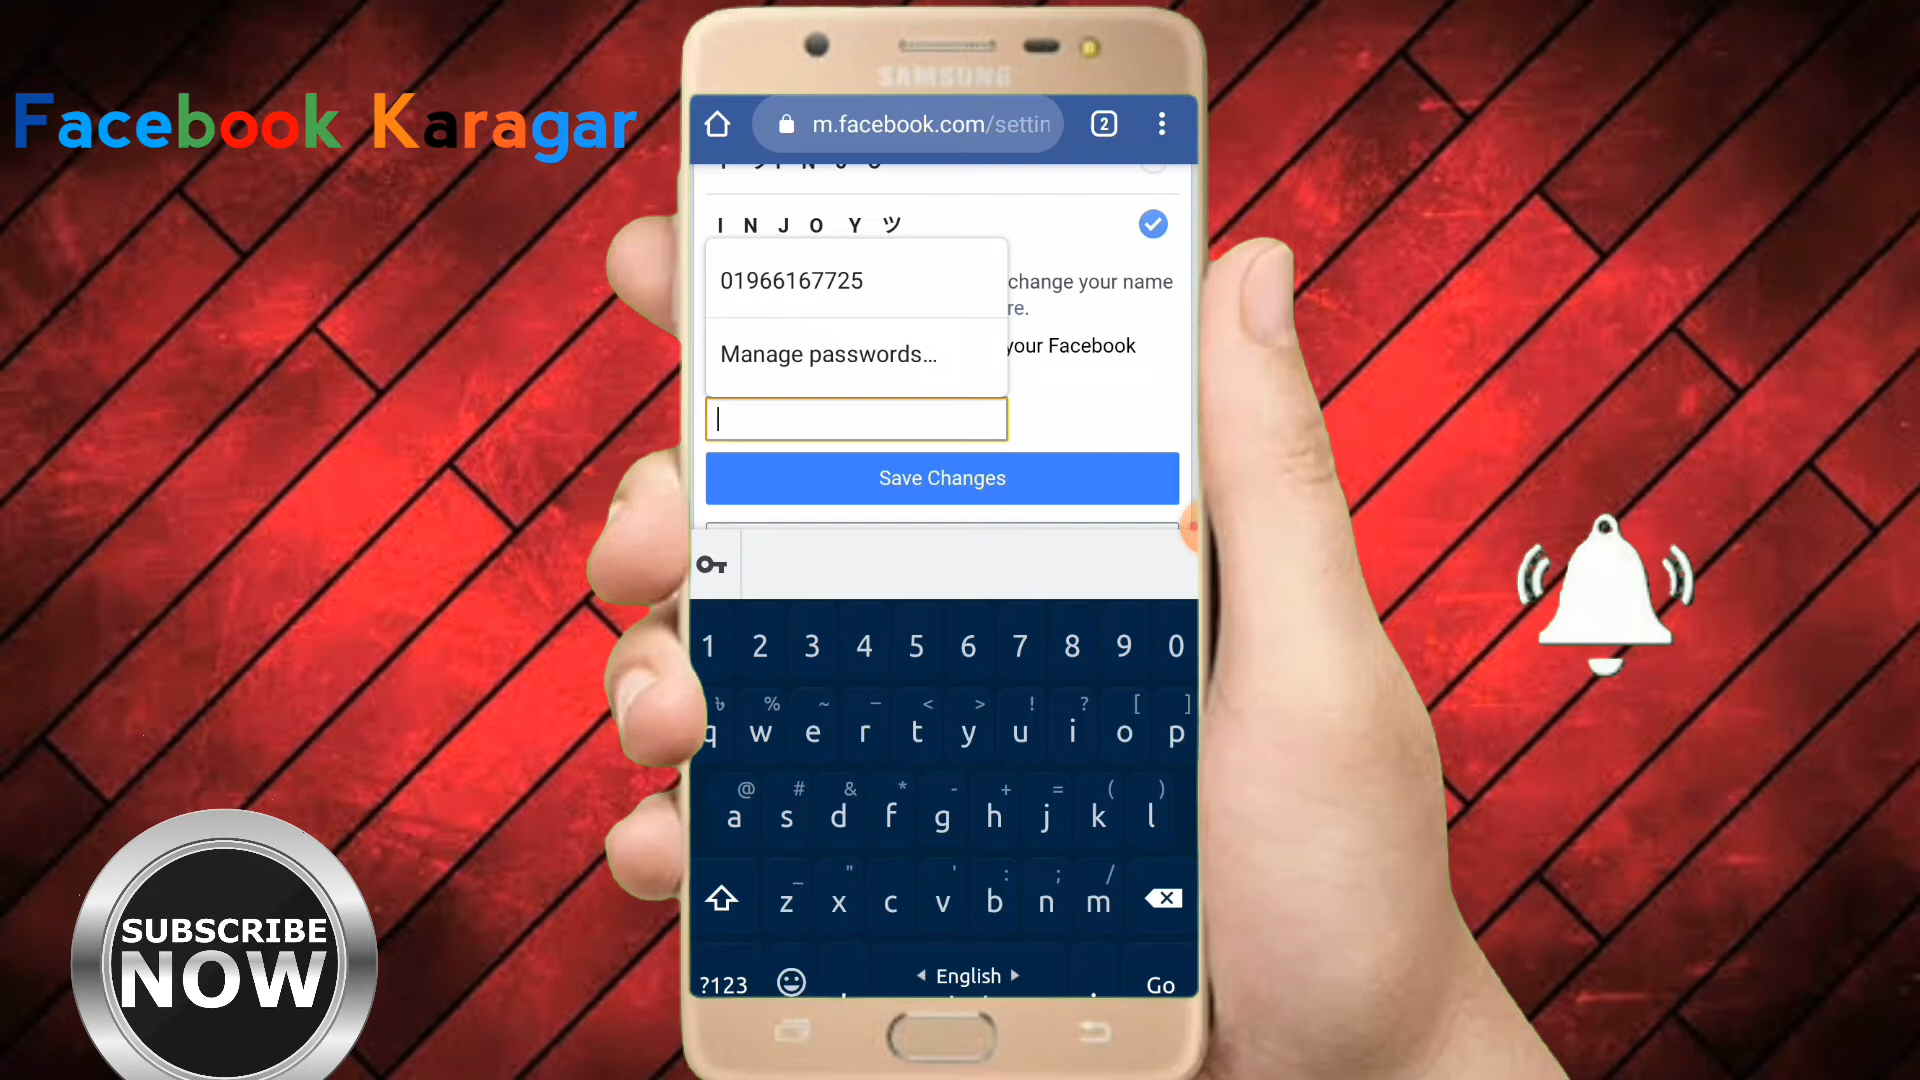 Facebook Karagar
SAMSUNG
m.facebook.com/settin
2
I N J O Y ツ
01966167725
change your name
re.
Manage passwords...
your Facebook
Save Changes
1 2 3 4 5 6 7 8 9 0
৳ % ~ – < > ! ? [ ]
q w e r t y u i o p
@ # & * - + = ( )
a s d f g h j k l
_ " ' : ; /
z x c v b n m
?123 , English . Go
SUBSCRIBE
NOW